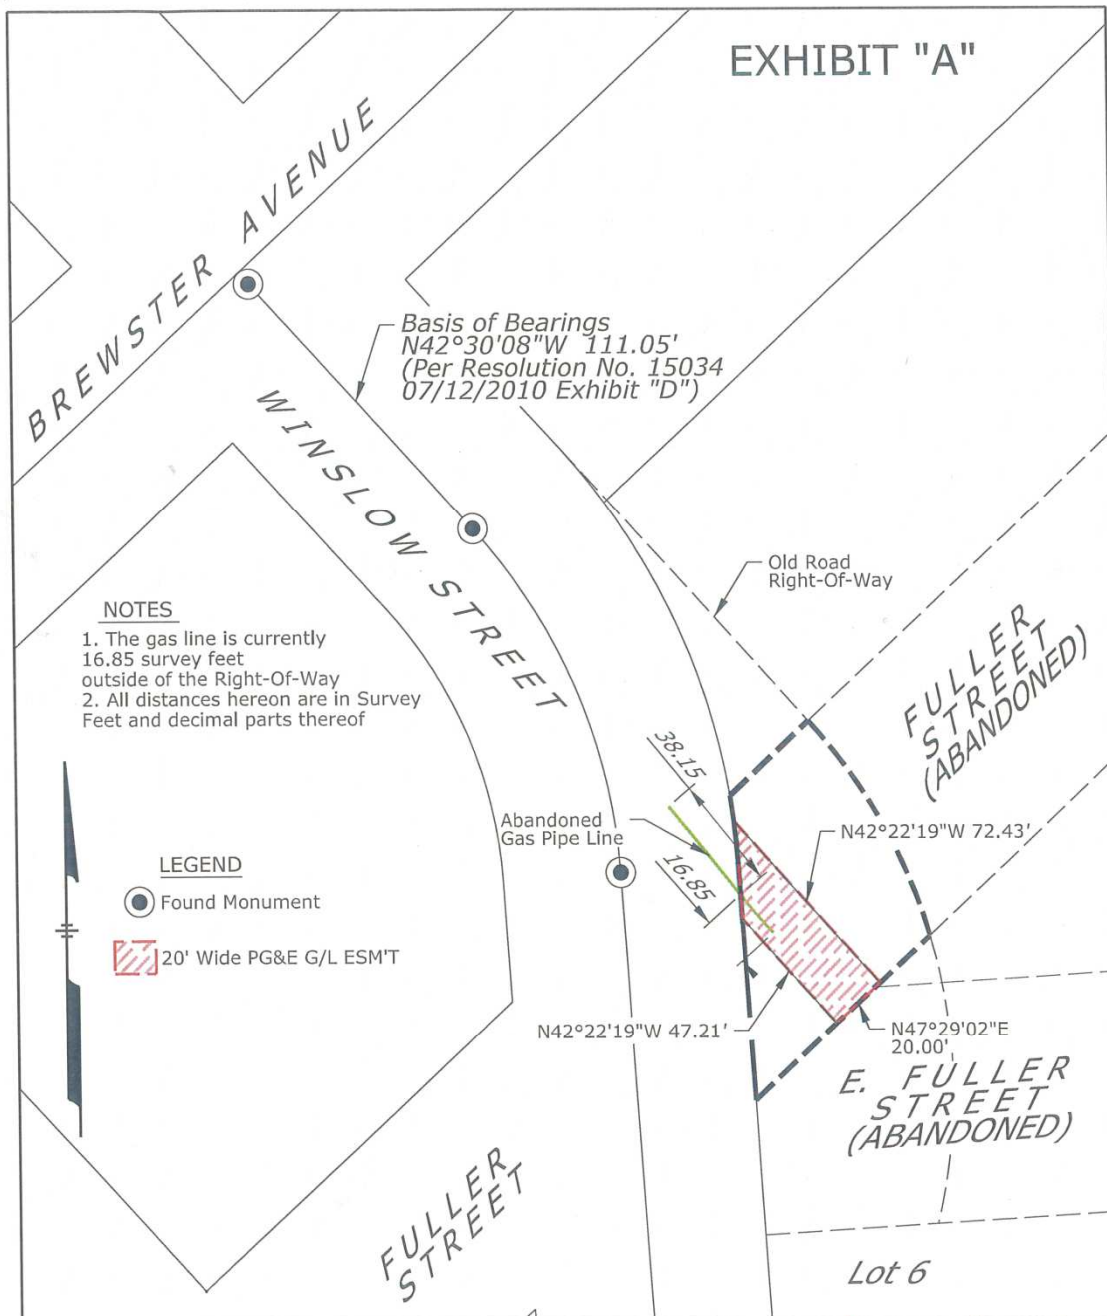 EXHIBIT "A"
BREWSTER AVENUE
Basis of Bearings
N42°30'08"W 111.05'
(Per Resolution No. 15034
07/12/2010 Exhibit "D")
WINSLOW STREET
Old Road
Right-Of-Way
NOTES
1. The gas line is currently
16.85 survey feet
outside of the Right-Of-Way
2. All distances hereon are in Survey
Feet and decimal parts thereof
FULLER
STREET
(ABANDONED)
38.15
Abandoned
Gas Pipe Line
16.85
N42°22'19"W 72.43'
LEGEND
Found Monument
20' Wide PG&E G/L ESM'T
N42°22'19"W 47.21'
N47°29'02"E
20.00'
E. FULLER
STREET
(ABANDONED)
FULLER
STREET
Lot 6